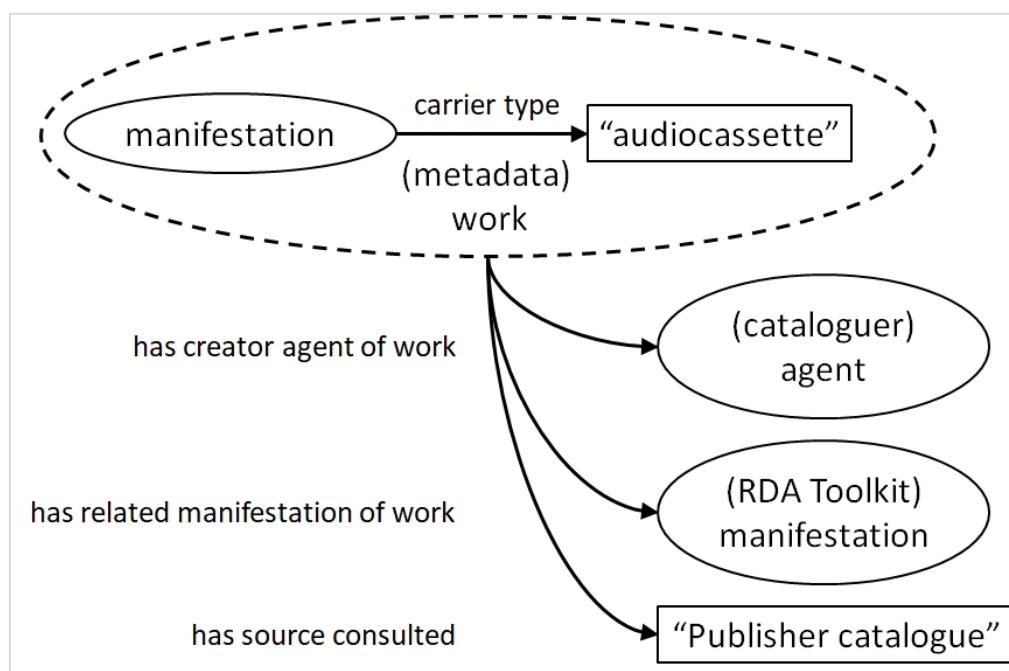 carrier type
manifestation
“audiocassette”
(metadata)
work
has creator agent of work
(cataloguer)
agent
has related manifestation of work
(RDA Toolkit)
manifestation
has source consulted
“Publisher catalogue”